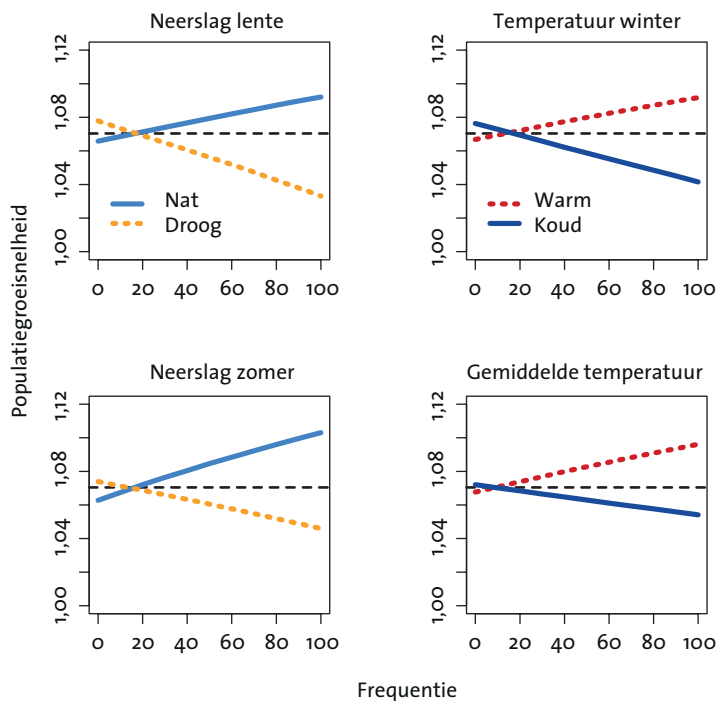 Neerslag lente
Temperatuur winter
1,12
1,08
1,04
1,00
Nat
Droog
0 20 40 60 80 100
1,12
1,08
1,04
1,00
Warm
Koud
0 20 40 60 80 100
Populatiegroeisnelheid
Neerslag zomer
Gemiddelde temperatuur
1,12
1,08
1,04
1,00
0 20 40 60 80 100
1,12
1,08
1,04
1,00
0 20 40 60 80 100
Frequentie